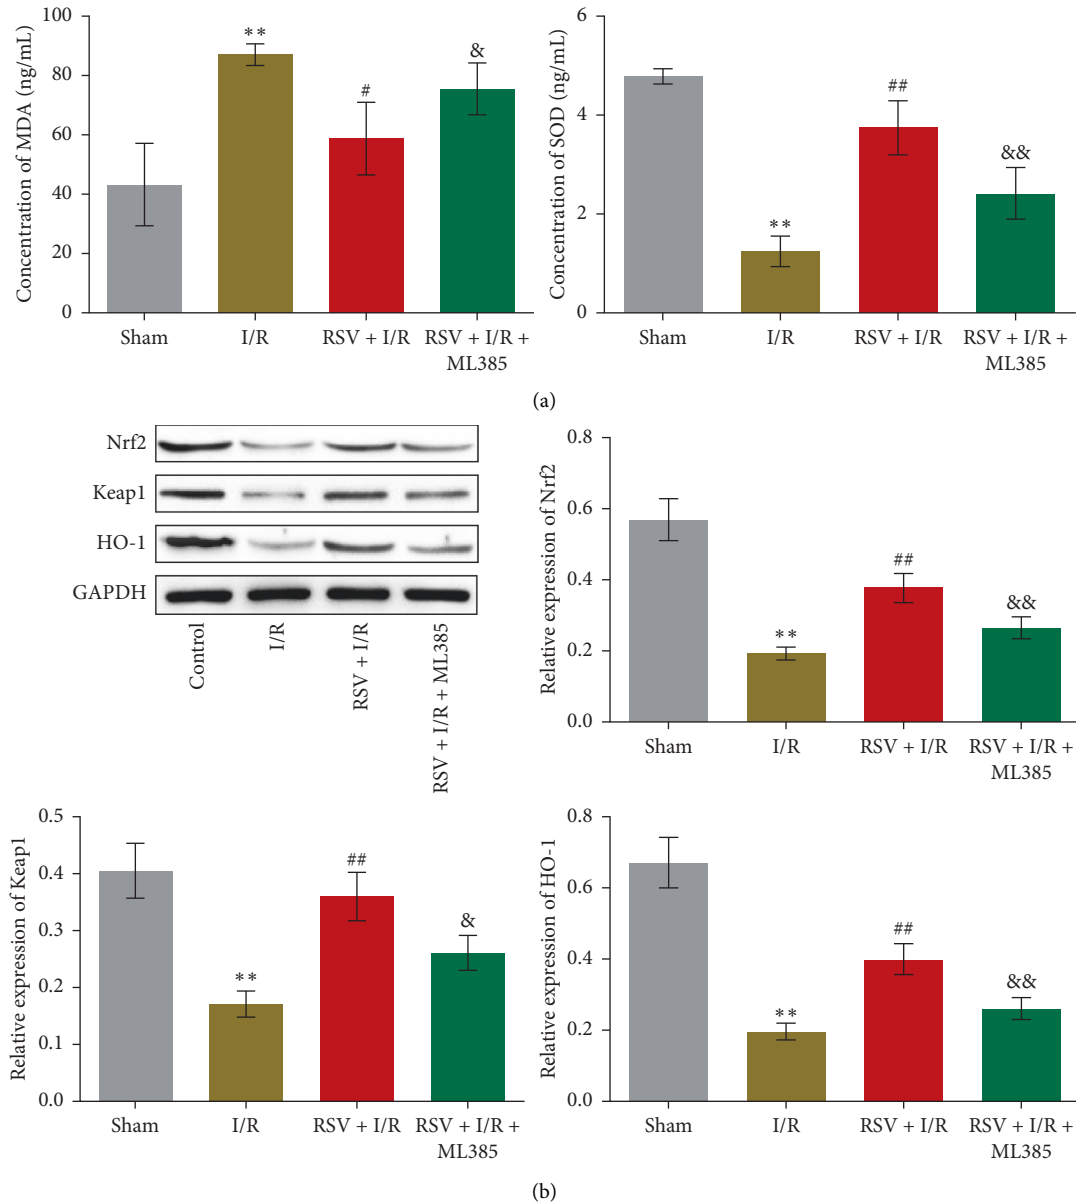 Concentration of MDA (ng/mL)
100
80
60
40
20
0
**
#
&
Sham
I/R
RSV + I/R
RSV + I/R +
ML385
Concentration of SOD (ng/mL)
6
4
2
0
**
##
&&
Sham
I/R
RSV + I/R
RSV + I/R +
ML385
(a)
Nrf2
Keap1
HO-1
GAPDH
Control
I/R
RSV + I/R
RSV + I/R + ML385
Relative expression of Nrf2
0.8
0.6
0.4
0.2
0.0
**
##
&&
Sham
I/R
RSV + I/R
RSV + I/R +
ML385
Relative expression of Keap1
0.5
0.4
0.3
0.2
0.1
0.0
**
##
&
Sham
I/R
RSV + I/R
RSV + I/R +
ML385
Relative expression of HO-1
0.8
0.6
0.4
0.2
0.0
**
##
&&
Sham
I/R
RSV + I/R
RSV + I/R +
ML385
(b)